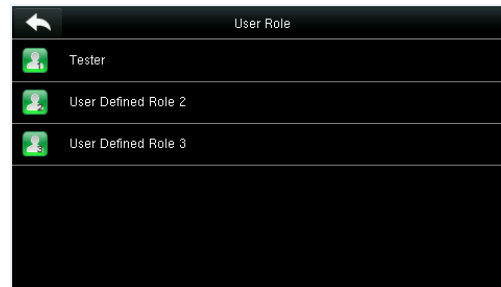 User Role
Tester
User Defined Role 2
User Defined Role 3